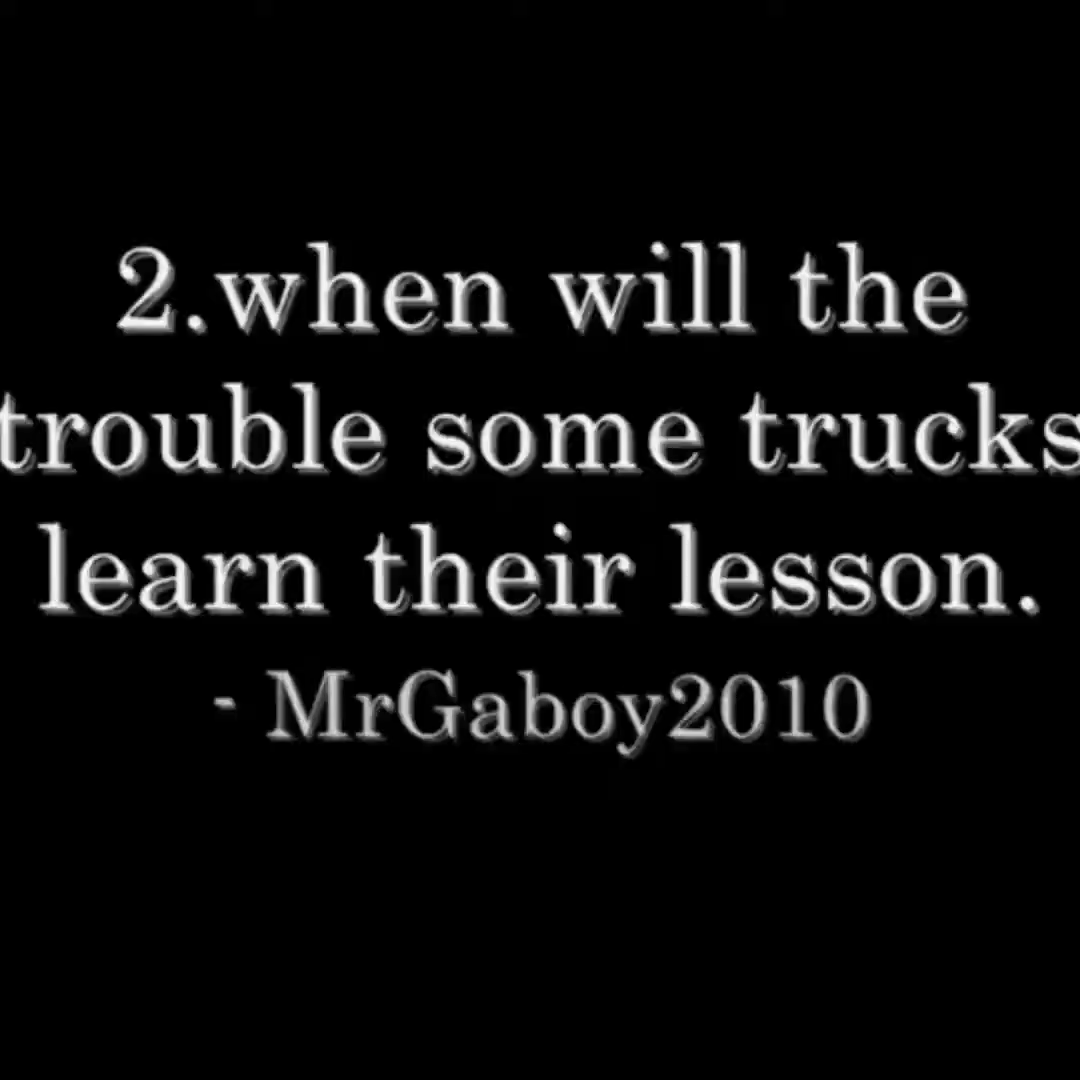 2.when will the
trouble some trucks
learn their lesson.
- MrGaboy2010